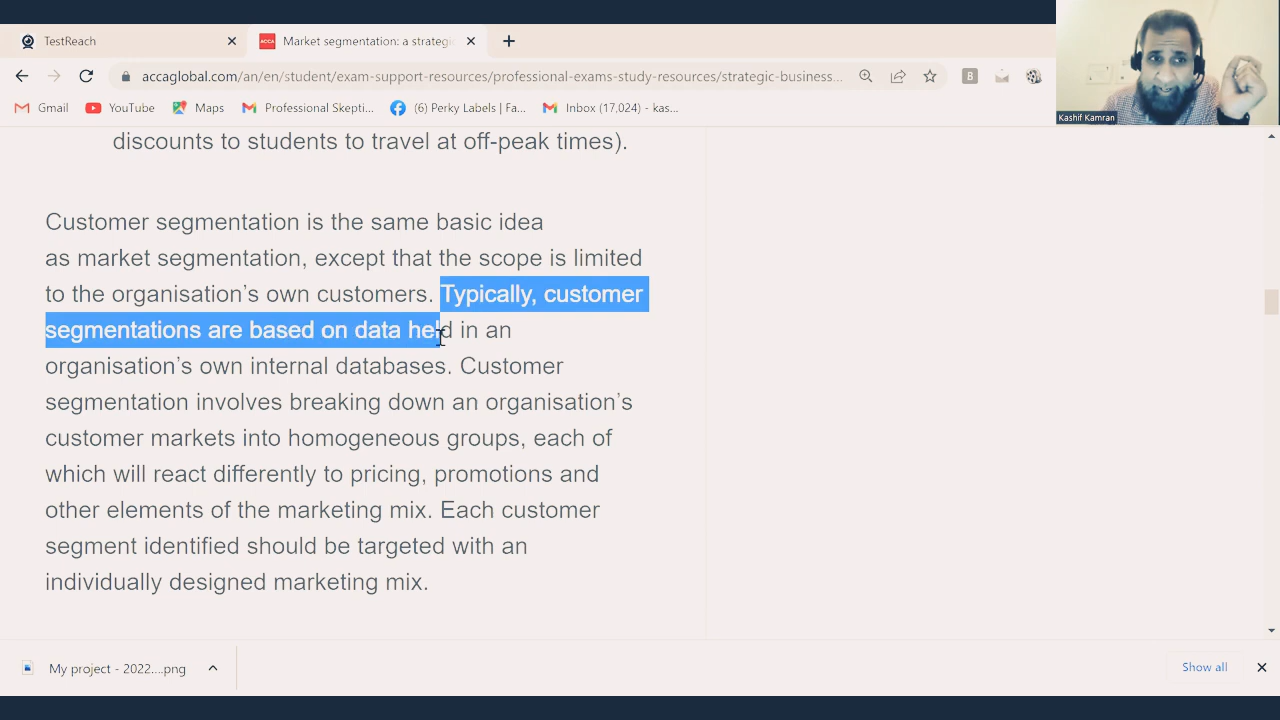 TestReach
ACCA
Market segmentation: a strategic
accaglobal.com/an/en/student/exam-support-resources/professional-exams-study-resources/strategic-business...
B
Gmail
YouTube
Maps
Professional Skepti...
(6) Perky Labels | Fa...
Inbox (17,024) - kas...
Kashif Kamran
discounts to students to travel at off-peak times).
Customer segmentation is the same basic idea
as market segmentation, except that the scope is limited
to the organisation’s own customers. Typically, customer
segmentations are based on data held in an
organisation’s own internal databases. Customer
segmentation involves breaking down an organisation’s
customer markets into homogeneous groups, each of
which will react differently to pricing, promotions and
other elements of the marketing mix. Each customer
segment identified should be targeted with an
individually designed marketing mix.
My project - 2022....png
Show all